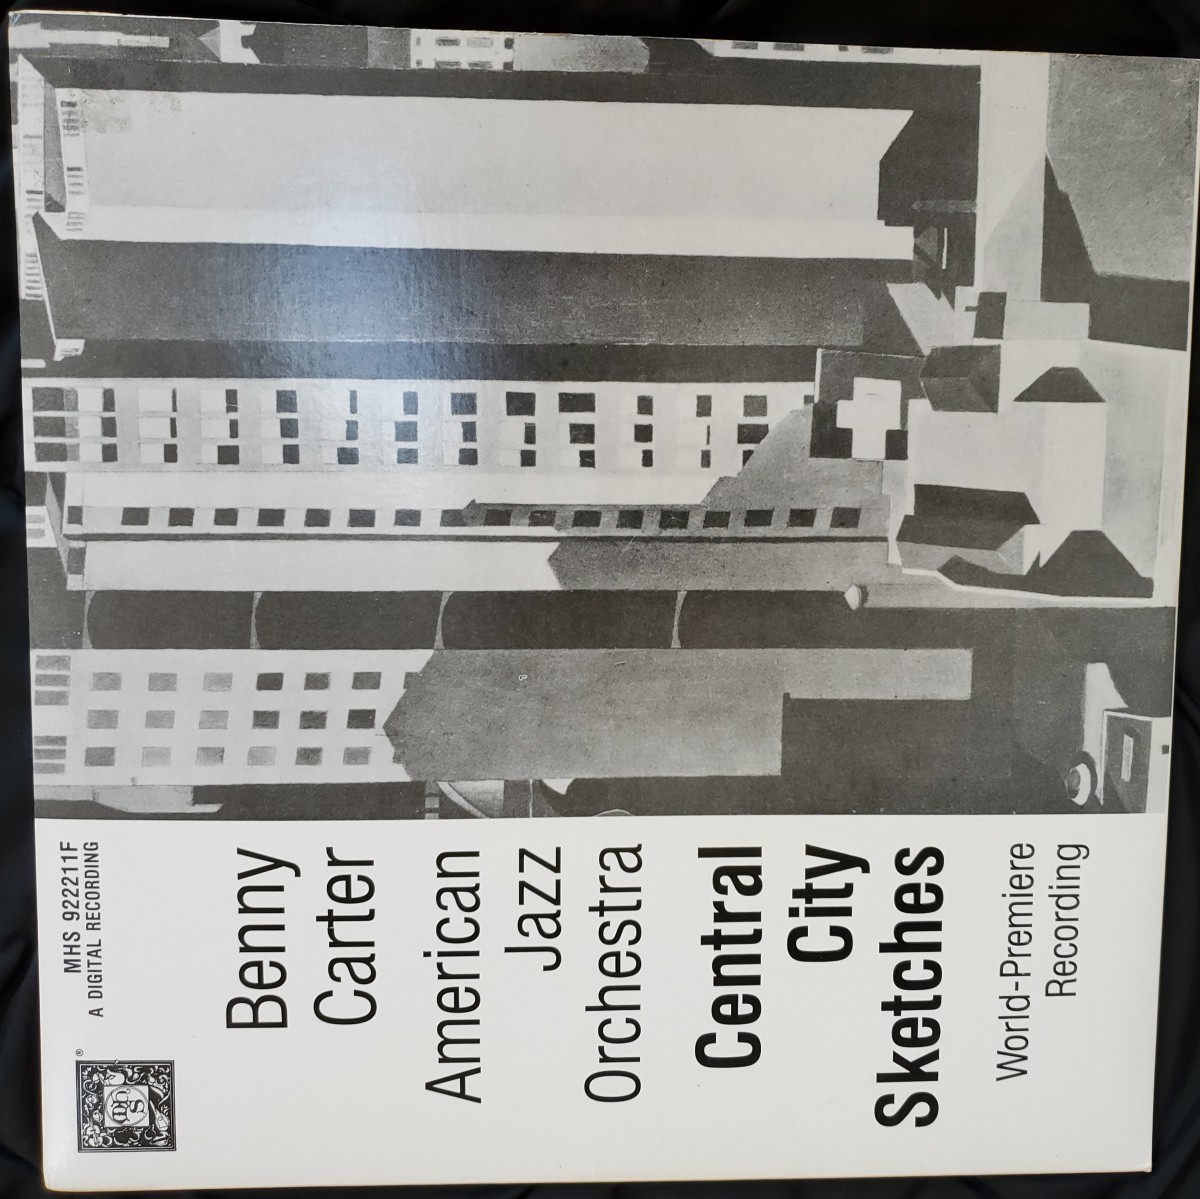 MHS 922211F
A DIGITAL RECORDING
mhs
®
Benny
Carter
American
Jazz
Orchestra
Central
City
Sketches
World-Premiere
Recording